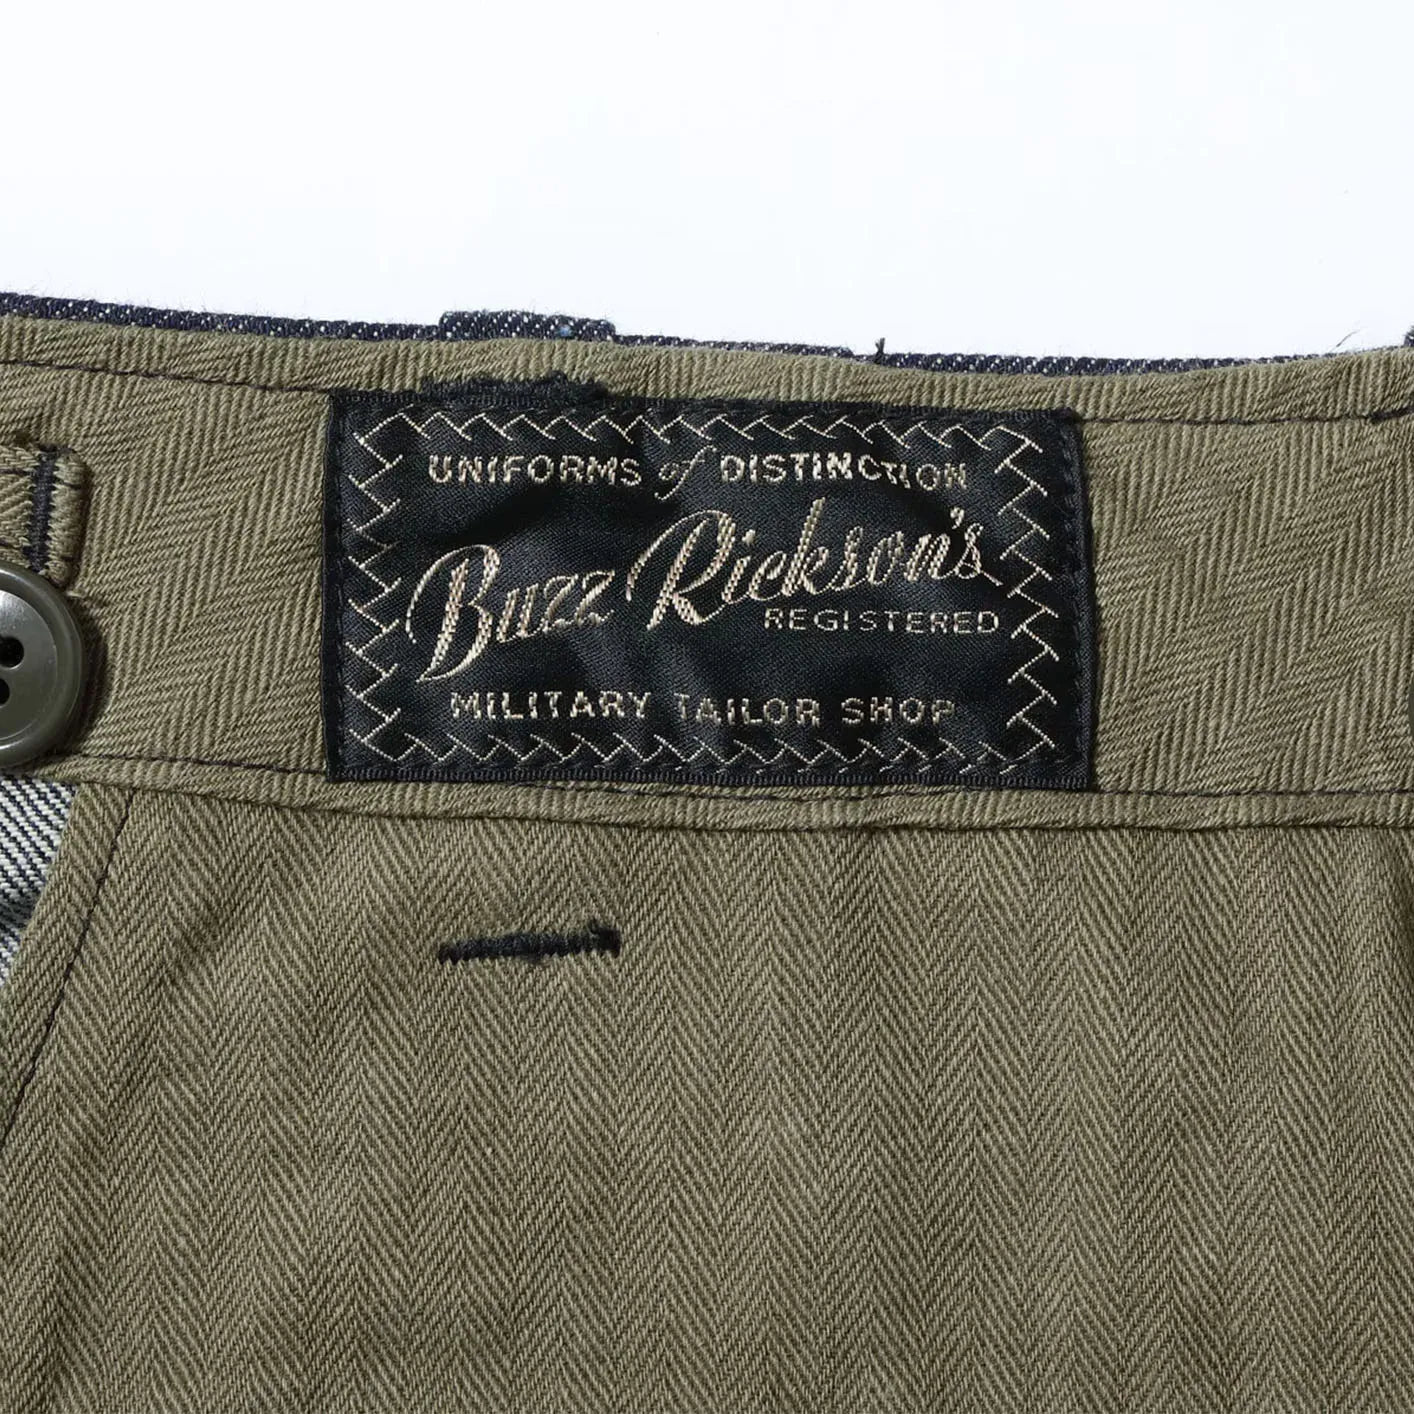 UNIFORMS of DISTINCTION
Buzz Rickson's
REGISTERED
MILITARY TAILOR SHOP